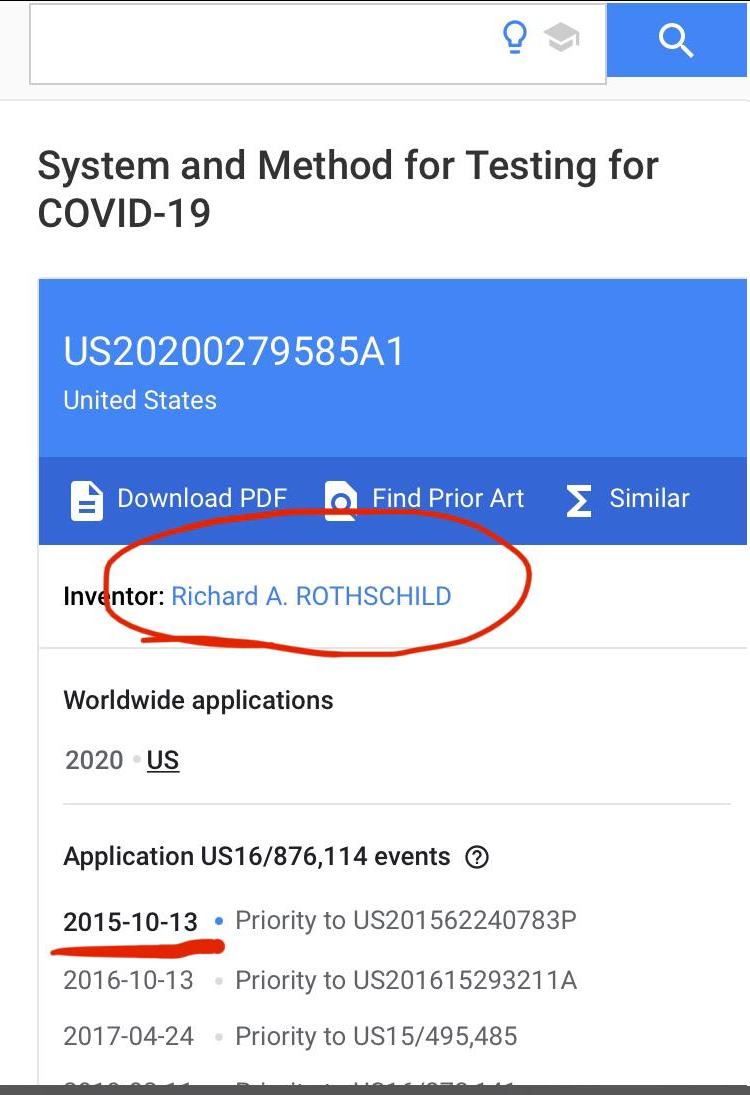 System and Method for Testing for
COVID-19
US20200279585A1
United States
Download PDF Find Prior Art Similar
Inventor: Richard A. ROTHSCHILD
Worldwide applications
2020 US
Application US16/876,114 events
2015-10-13 Priority to US201562240783P
2016-10-13 Priority to US201615293211A
2017-04-24 Priority to US15/495,485